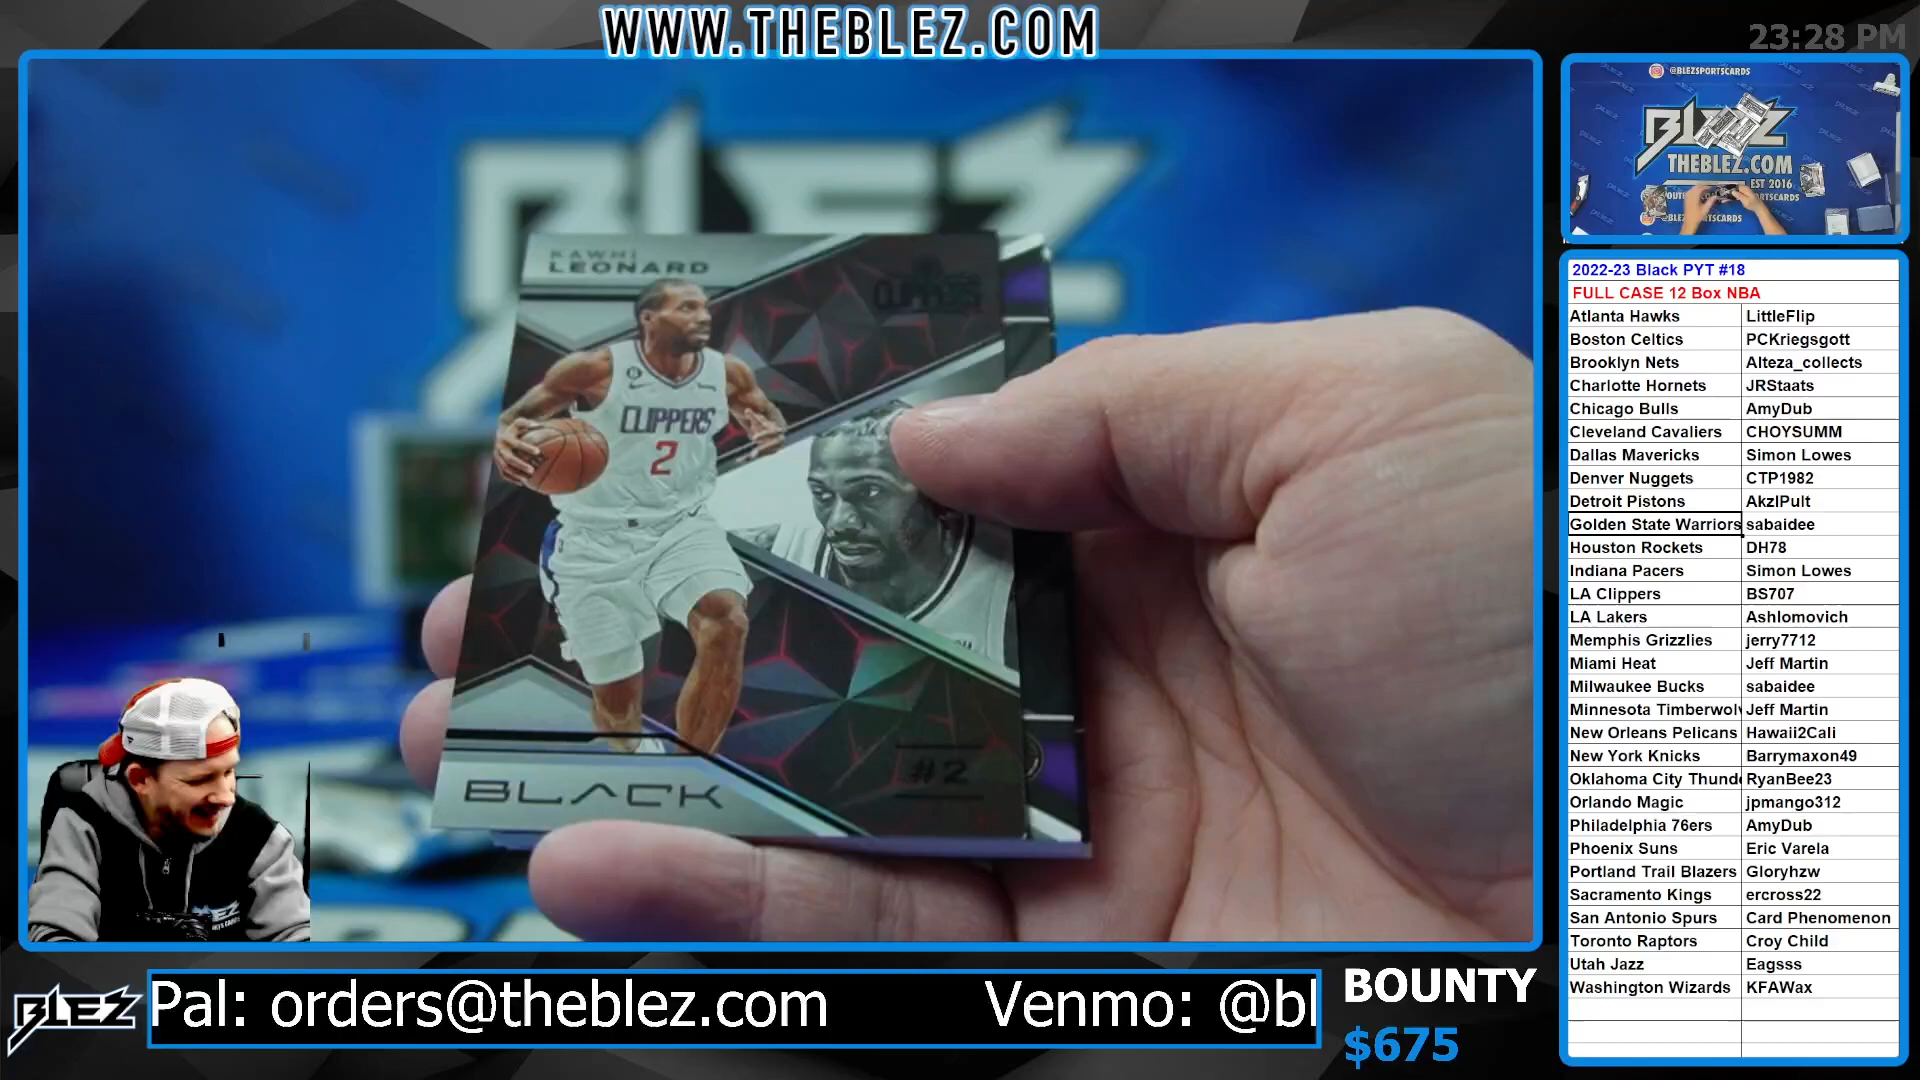 WWW.THEBLEZ.COM
23:28 PM
@BLEZSPORTSCARDS
BLEZ
THEBLEZ.COM
EST 2016
BLEZ
KAWHI
LEONARD
CLIPPERS
CLIPPERS
2
#2
BLACK
2022-23 Black PYT #18
FULL CASE 12 Box NBA
Atlanta Hawks LittleFlip
Boston Celtics PCKriegsgott
Brooklyn Nets Alteza_collects
Charlotte Hornets JRStaats
Chicago Bulls AmyDub
Cleveland Cavaliers CHOYSUMM
Dallas Mavericks Simon Lowes
Denver Nuggets CTP1982
Detroit Pistons AkzlPult
Golden State Warriors sabaidee
Houston Rockets DH78
Indiana Pacers Simon Lowes
LA Clippers BS707
LA Lakers Ashlomovich
Memphis Grizzlies jerry7712
Miami Heat Jeff Martin
Milwaukee Bucks sabaidee
Minnesota Timberwolv Jeff Martin
New Orleans Pelicans Hawaii2Cali
New York Knicks Barrymaxon49
Oklahoma City Thunde RyanBee23
Orlando Magic jpmango312
Philadelphia 76ers AmyDub
Phoenix Suns Eric Varela
Portland Trail Blazers Gloryhzw
Sacramento Kings ercross22
San Antonio Spurs Card Phenomenon
Toronto Raptors Croy Child
Utah Jazz Eagsss
Washington Wizards KFAWax
BLEZ
Pal: orders@theblez.com Venmo: @bl
BOUNTY
$675